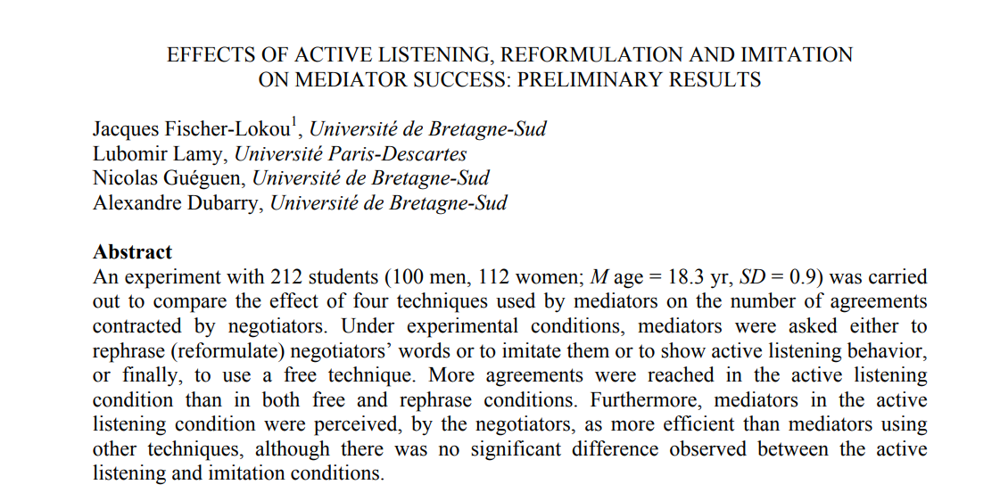 EFFECTS OF ACTIVE LISTENING, REFORMULATION AND IMITATION
ON MEDIATOR SUCCESS: PRELIMINARY RESULTS
Jacques Fischer-Lokou1, Université de Bretagne-Sud
Lubomir Lamy, Université Paris-Descartes
Nicolas Guéguen, Université de Bretagne-Sud
Alexandre Dubarry, Université de Bretagne-Sud
Abstract
An experiment with 212 students (100 men, 112 women; M age = 18.3 yr, SD = 0.9) was carried
out to compare the effect of four techniques used by mediators on the number of agreements
contracted by negotiators. Under experimental conditions, mediators were asked either to
rephrase (reformulate) negotiators’ words or to imitate them or to show active listening behavior,
or finally, to use a free technique. More agreements were reached in the active listening
condition than in both free and rephrase conditions. Furthermore, mediators in the active
listening condition were perceived, by the negotiators, as more efficient than mediators using
other techniques, although there was no significant difference observed between the active
listening and imitation conditions.